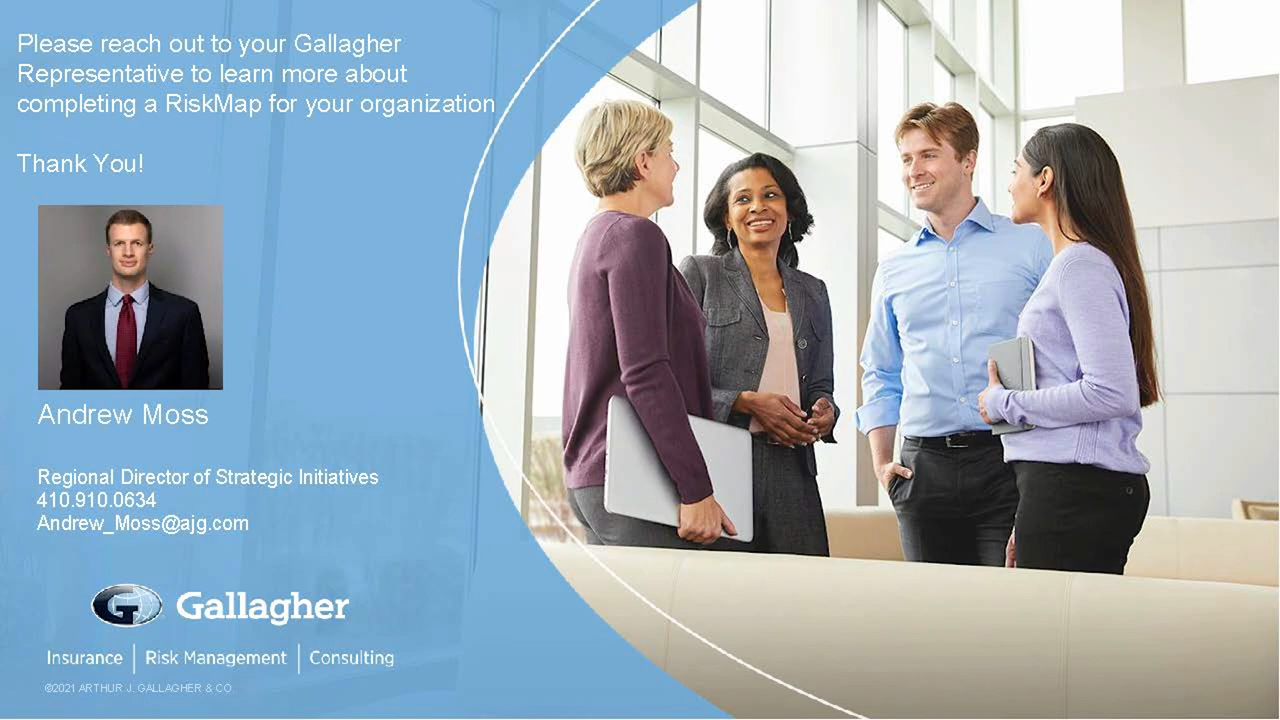 Please reach out to your Gallagher
Representative to learn more about
completing a RiskMap for your organization
Thank You!
Andrew Moss
Regional Director of Strategic Initiatives
410.910.0634
Andrew_Moss@ajg.com
G Gallagher
Insurance | Risk Management | Consulting
©2021 ARTHUR J. GALLAGHER & CO.